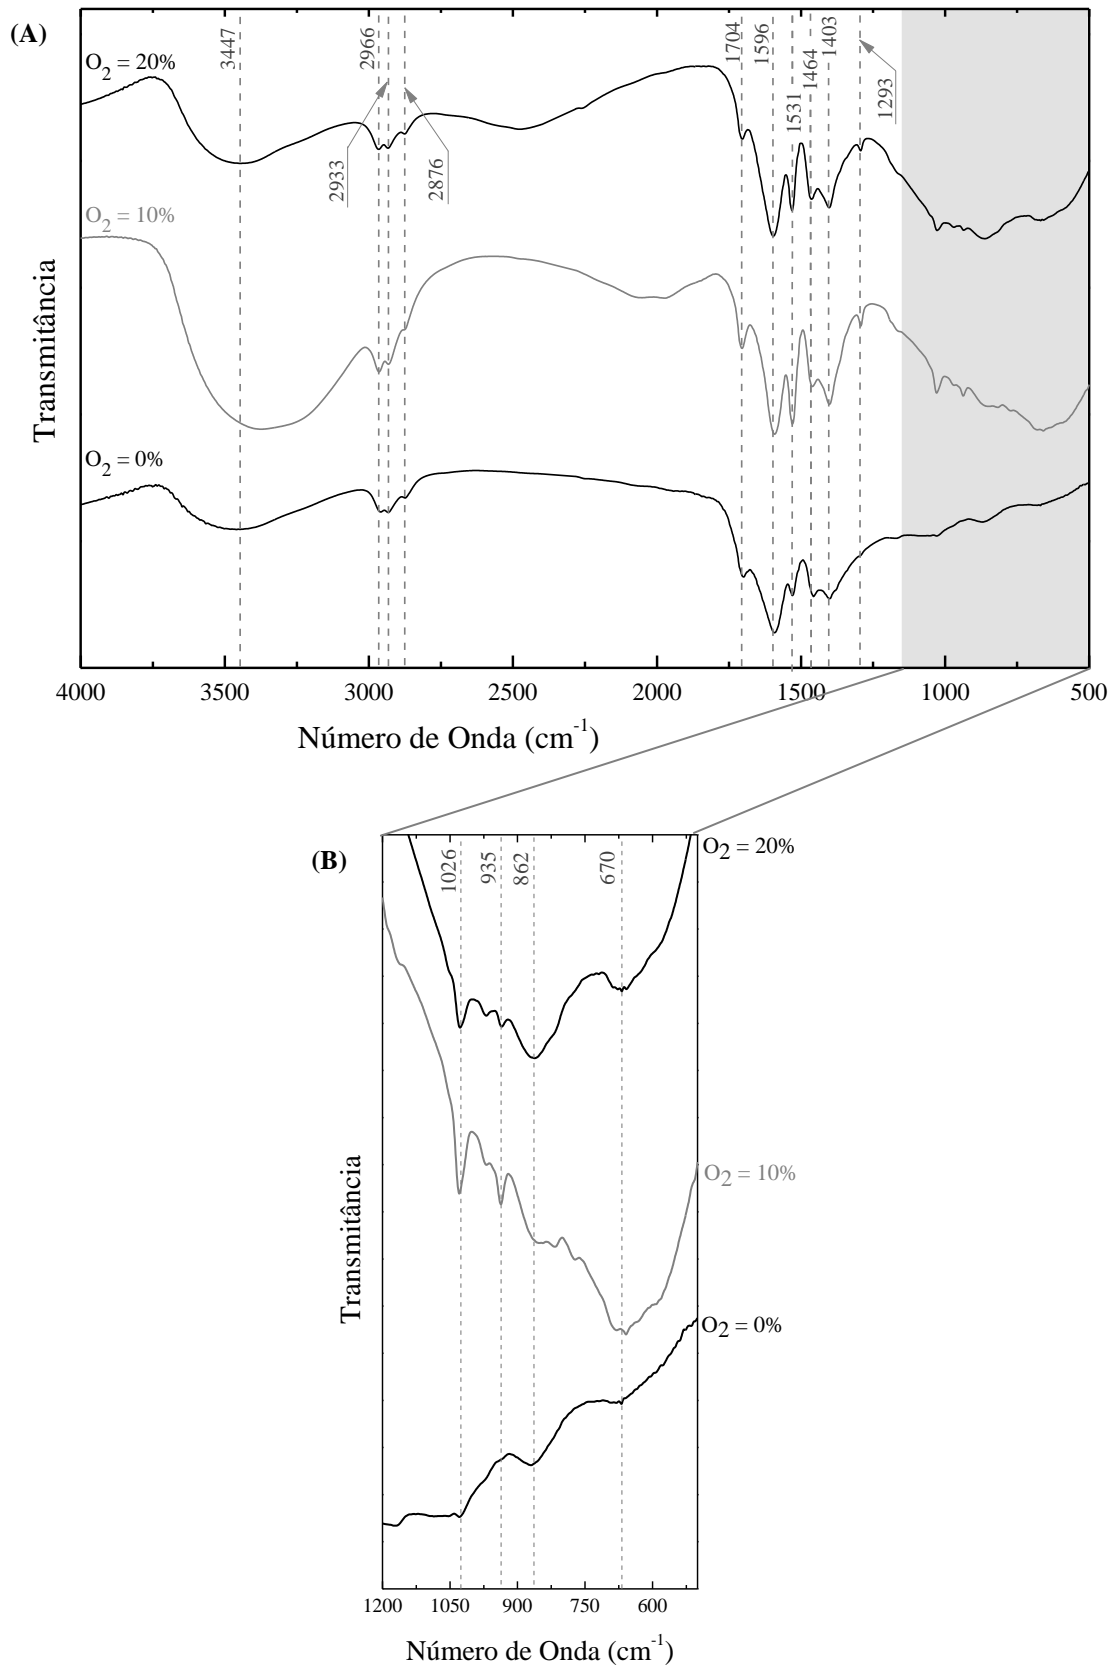 (A)
O2 = 20%
3447
2966
2933
2876
1704
1596
1531
1464
1403
1293
O2 = 10%
O2 = 0%
Transmitância
4000 3500 3000 2500 2000 1500 1000 500
Número de Onda (cm-1)
(B)
1026
935
862
670
O2 = 20%
O2 = 10%
O2 = 0%
Transmitância
1200 1050 900 750 600
Número de Onda (cm-1)